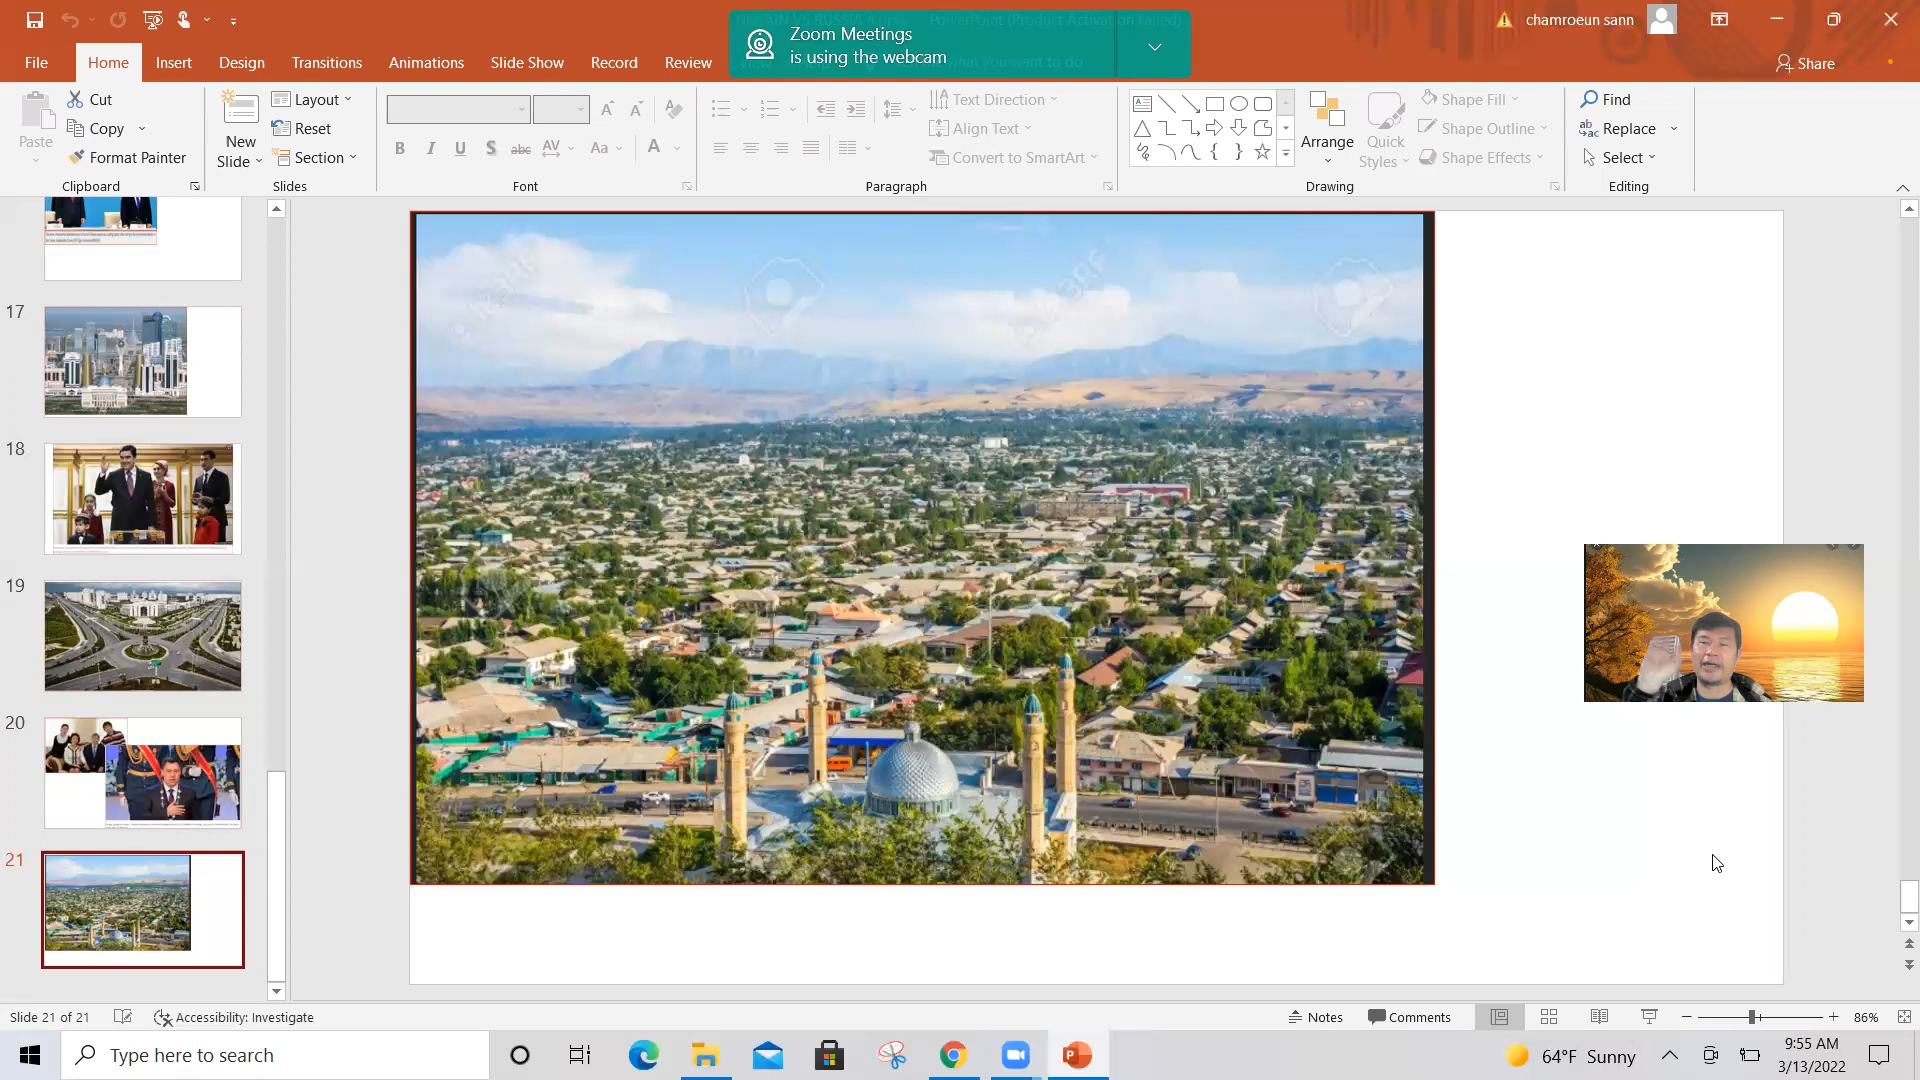 chamroeun sann
Zoom Meetings
is using the webcam
File
Home
Insert
Design
Transitions
Animations
Slide Show
Record
Review
Share
Paste
Cut
Copy
Format Painter
Clipboard
New
Slide
Layout
Reset
Section
Slides
B I U S abc AV Aa A
Font
Text Direction
Align Text
Convert to SmartArt
Paragraph
Arrange
Quick
Styles
Shape Fill
Shape Outline
Shape Effects
Drawing
Find
Replace
Select
Editing
17
18
19
20
21
Slide 21 of 21
Accessibility: Investigate
Notes
Comments
86%
Type here to search
64°F Sunny
9:55 AM
3/13/2022